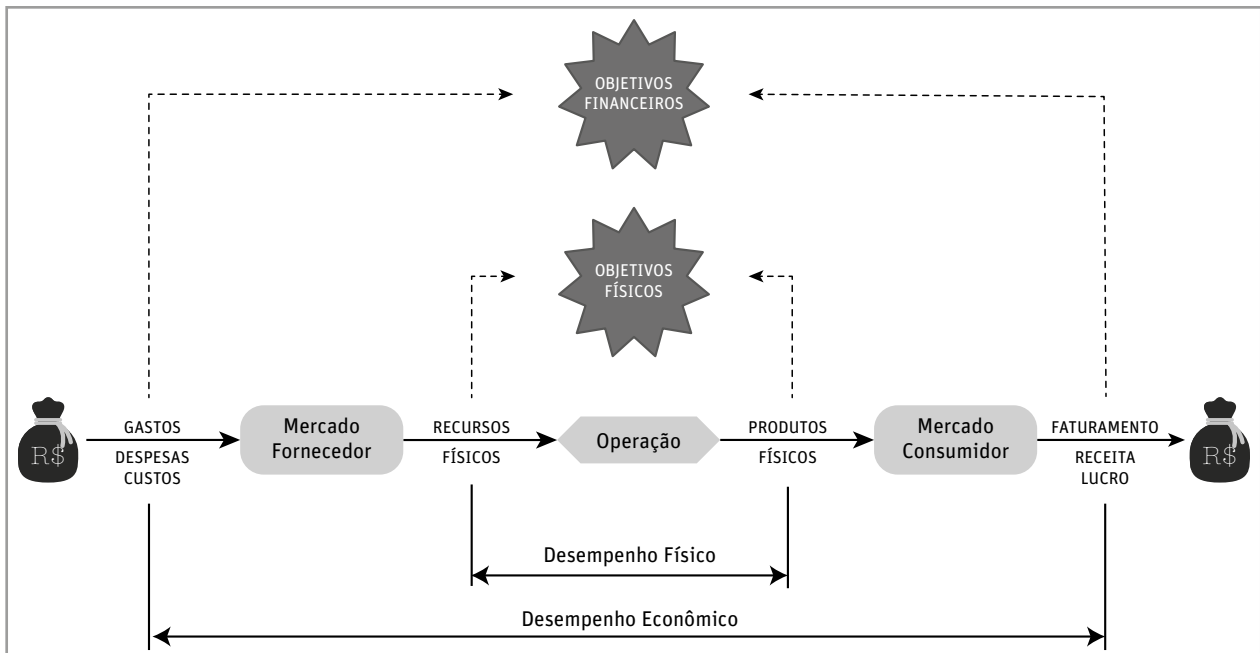 OBJETIVOS
FINANCEIROS
OBJETIVOS
FÍSICOS
R$
GASTOS
DESPESAS
CUSTOS
Mercado
Fornecedor
RECURSOS
FÍSICOS
Operação
PRODUTOS
FÍSICOS
Mercado
Consumidor
FATURAMENTO
RECEITA
LUCRO
R$
Desempenho Físico
Desempenho Econômico